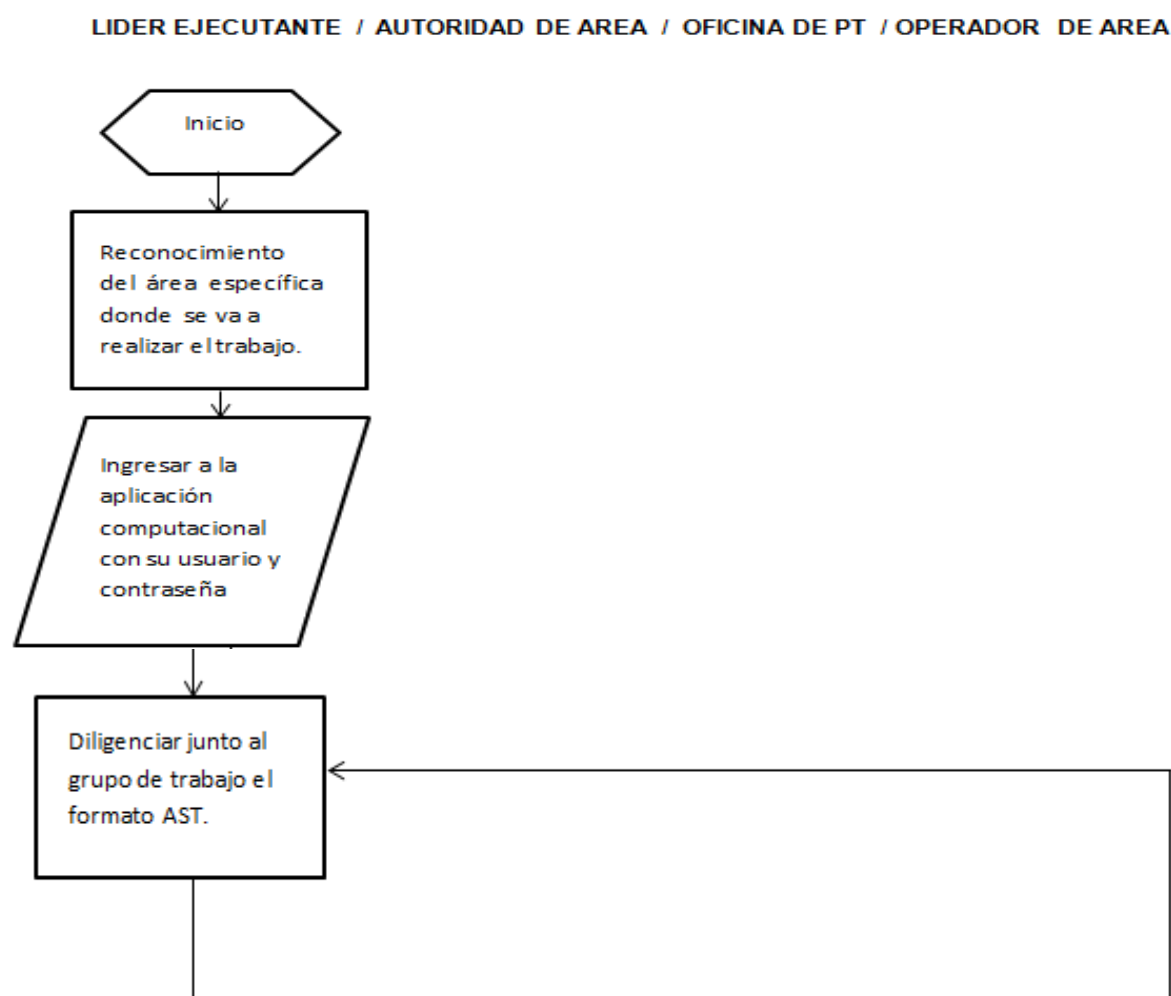 LIDER EJECUTANTE / AUTORIDAD DE AREA / OFICINA DE PT / OPERADOR DE AREA
Inicio
Reconocimiento
del área específica
donde se va a
realizar el trabajo.
Ingresar a la
aplicación
computacional
con su usuario y
contraseña
Diligenciar junto al
grupo de trabajo el
formato AST.